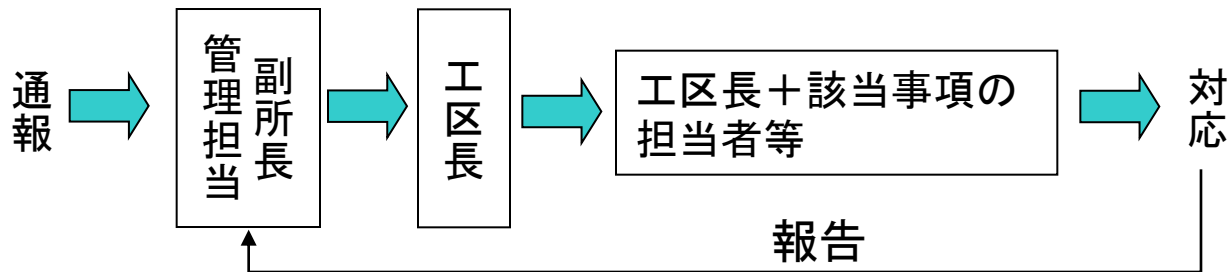 通報
副所長
管理担当
工区長
工区長＋該当事項の
担当者等
対応
報告